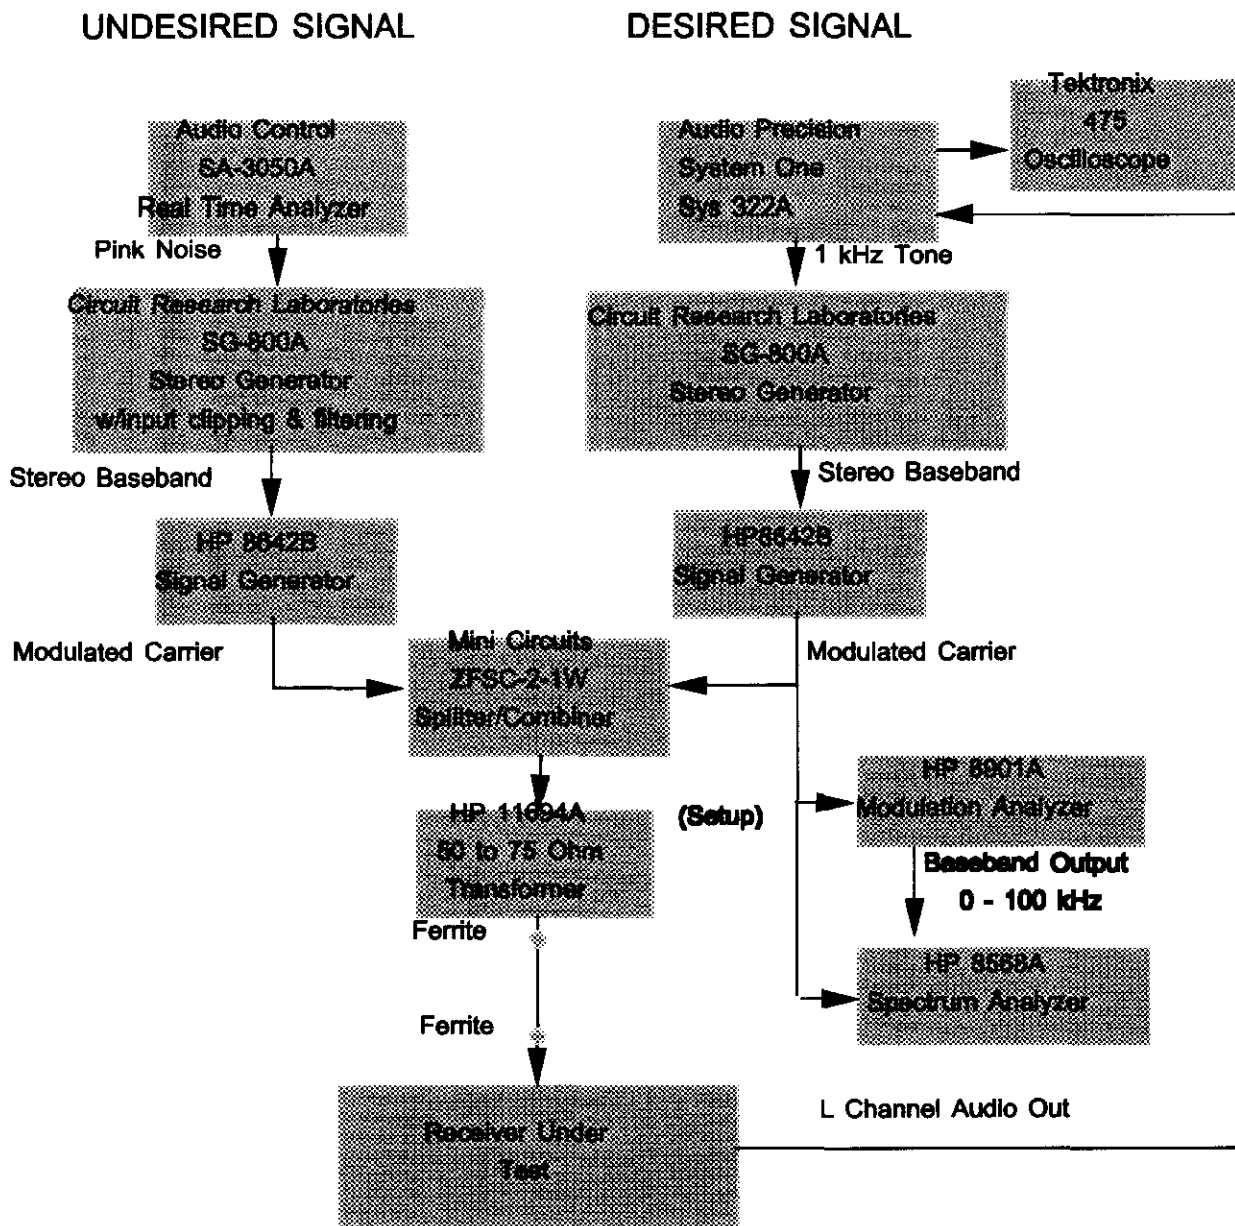 UNDESIRED SIGNAL
DESIRED SIGNAL
Audio Control
SA-3050A
Real Time Analyzer
Audio Precision
System One
Sys 322A
Tektronix
475
Oscilloscope
Pink Noise
1 kHz Tone
Circuit Research Laboratories
SG-800A
Stereo Generator
w/input clipping & filtering
Circuit Research Laboratories
SG-800A
Stereo Generator
Stereo Baseband
Stereo Baseband
HP 8642B
Signal Generator
HP8642B
Signal Generator
Modulated Carrier
Mini Circuits
ZFSC-2-1W
Splitter/Combiner
Modulated Carrier
HP 11694A
50 to 75 Ohm
Transformer
(Setup)
HP 8901A
Modulation Analyzer
Baseband Output
0 - 100 kHz
Ferrite
HP 8568A
Spectrum Analyzer
Ferrite
Receiver Under
Test
L Channel Audio Out